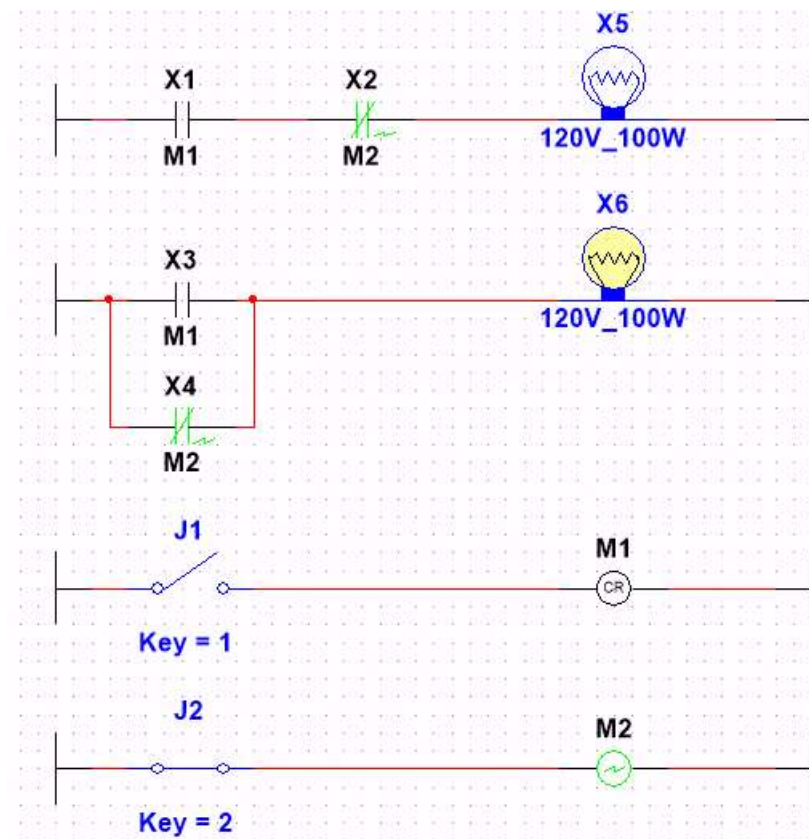 X5
X1 X2
M1 M2 120V_100W
X6
X3
M1 120V_100W
X4
M2
J1
M1
CR
Key = 1
J2
M2
Key = 2